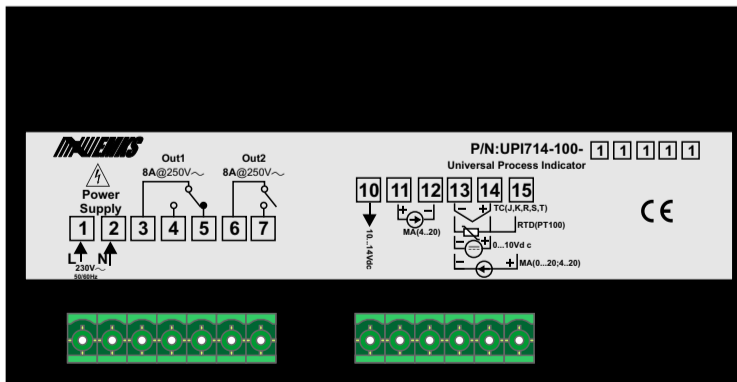 P/N:UPI714-100- 1 1 1 1 1
Universal Process Indicator
Out1
8A@250V～
Out2
8A@250V～
Power
Supply
1 2 3 4 5 6 7
L N
230V～
50/60Hz
10 11 12 13 14 15
10...14Vdc
+ −
MA(4..20)
− + TC(J,K,R,S,T)
RTD(PT100)
− + 0...10Vd c
− + MA(0...20;4..20)
CE